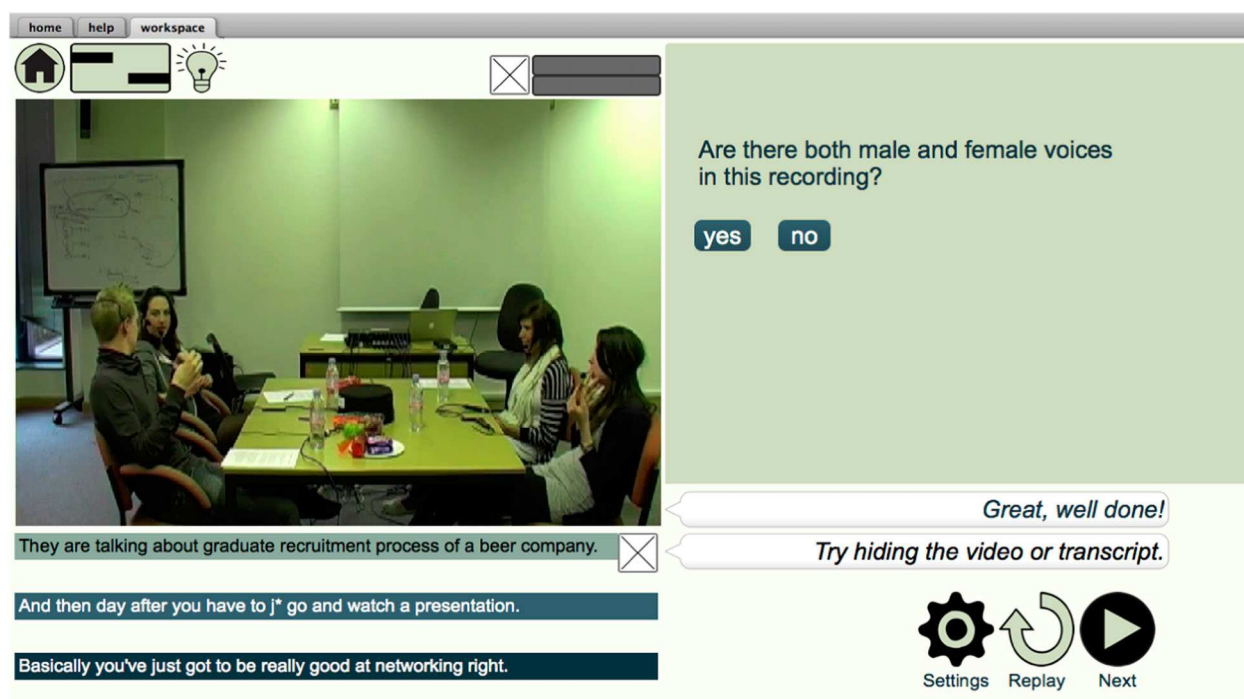 home help workspace
Are there both male and female voices
in this recording?
yes no
Great, well done!
They are talking about graduate recruitment process of a beer company.
Try hiding the video or transcript.
And then day after you have to j* go and watch a presentation.
Basically you've just got to be really good at networking right.
Settings Replay Next